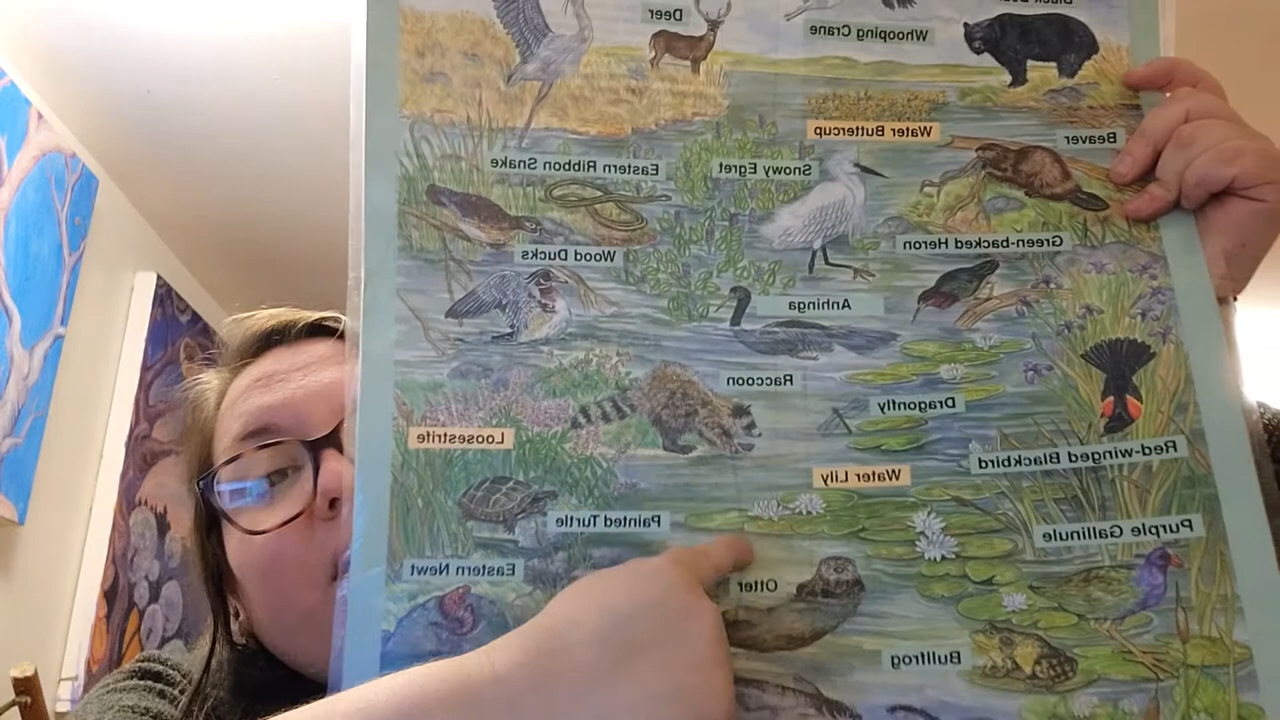 Deer
Whooping Crane
Water Buttercup
Beaver
Eastern Ribbon Snake
Snowy Egret
Wood Ducks
Green-backed Heron
Anhinga
Raccoon
Dragonfly
Loosestrife
Red-winged Blackbird
Water Lily
Painted Turtle
Purple Gallinule
Eastern Newt
Otter
Bullfrog